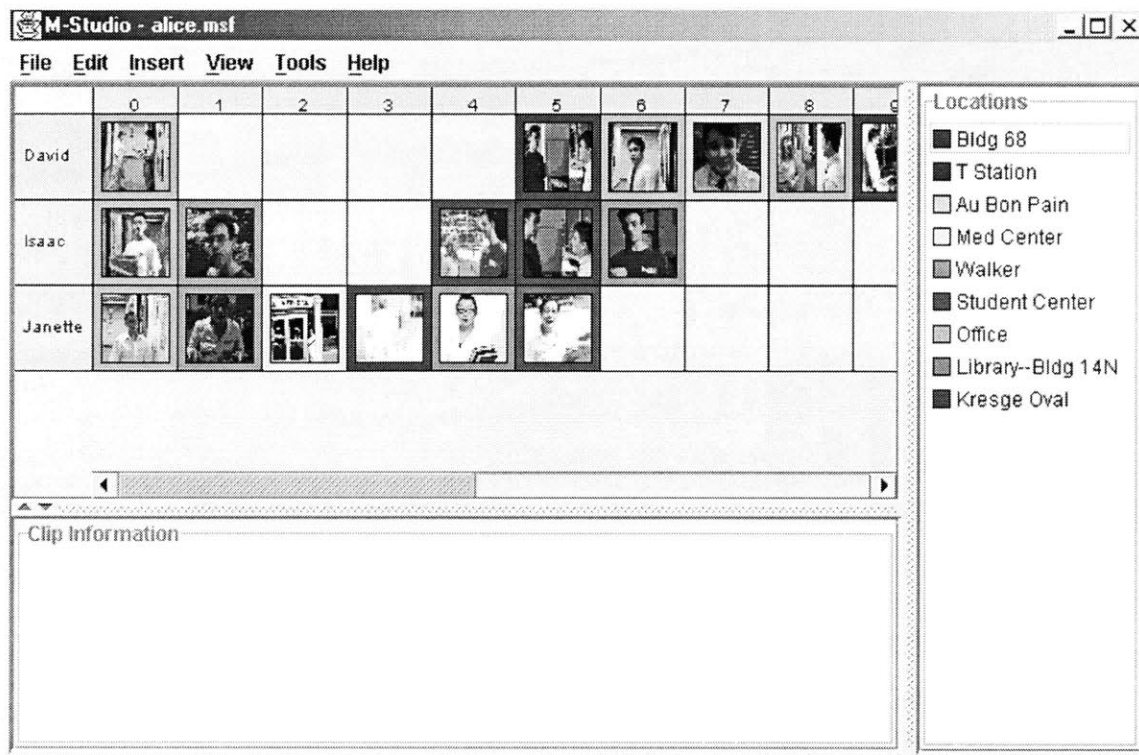 M-Studio - alice.msf
File Edit Insert View Tools Help
0 1 2 3 4 5 6 7 8 9
David
Isaac
Janette
Clip Information
Locations
Bldg 68
T Station
Au Bon Pain
Med Center
Walker
Student Center
Office
Library--Bldg 14N
Kresge Oval